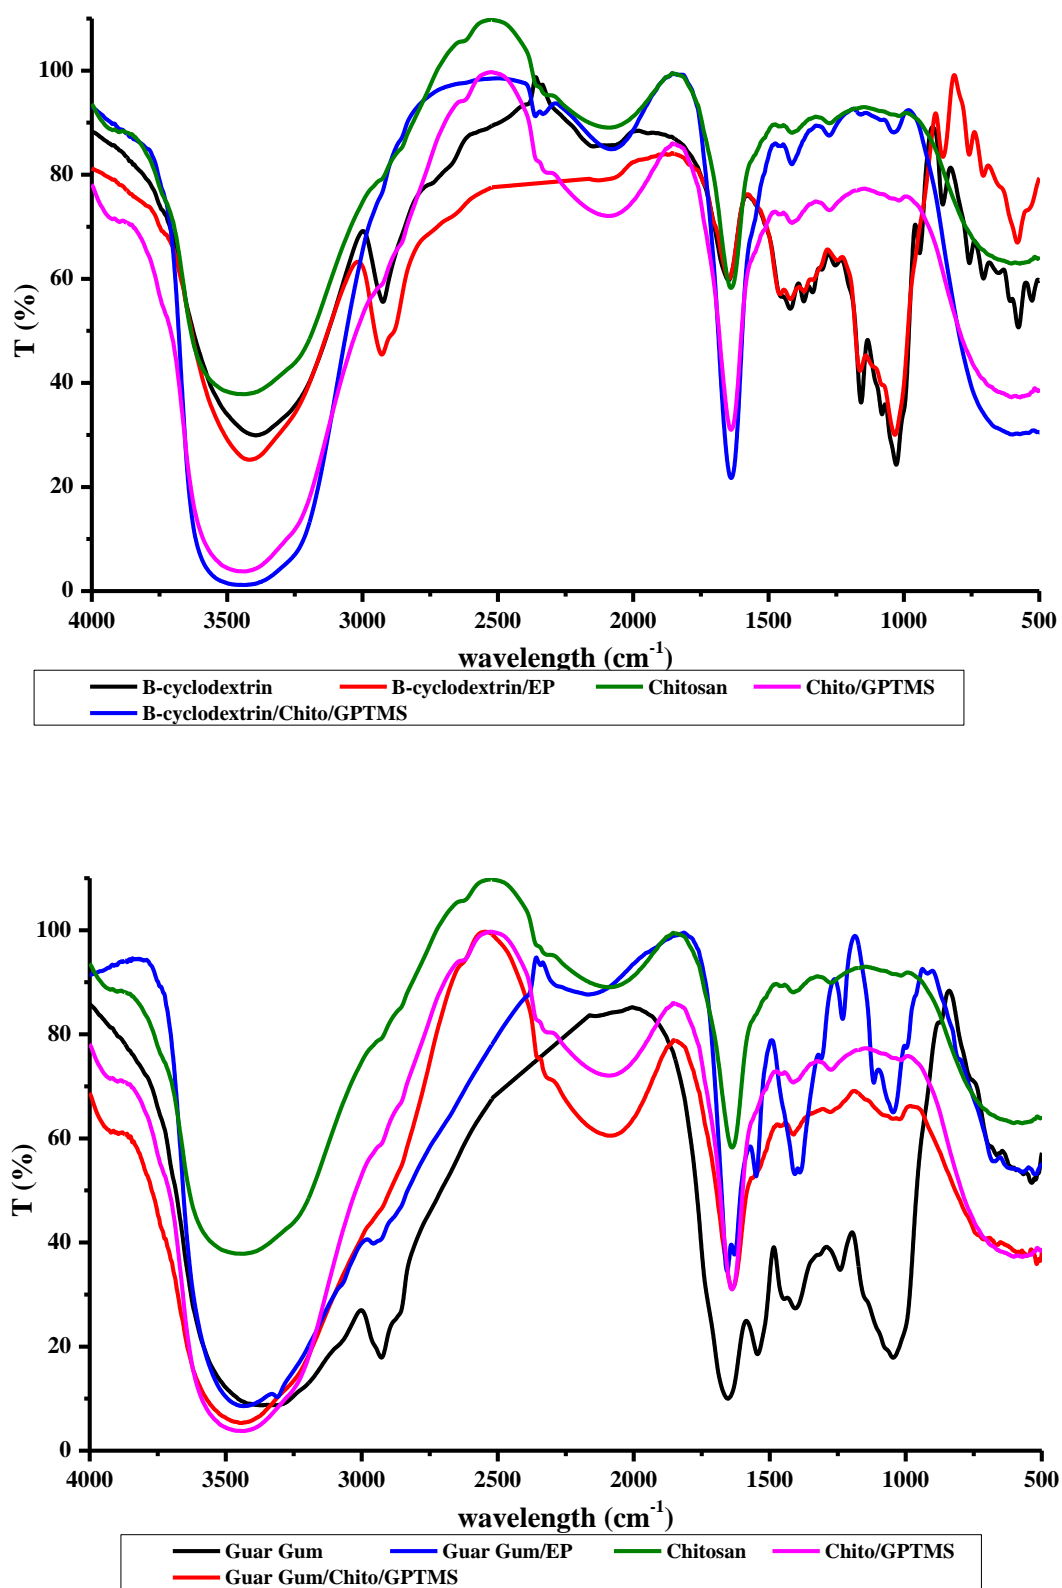 100
80
60
40
20
0
T (%)
4000 3500 3000 2500 2000 1500 1000 500
wavelength (cm-1)
B-cyclodextrin B-cyclodextrin/EP Chitosan Chito/GPTMS
B-cyclodextrin/Chito/GPTMS
100
80
60
40
20
0
T (%)
4000 3500 3000 2500 2000 1500 1000 500
wavelength (cm-1)
Guar Gum Guar Gum/EP Chitosan Chito/GPTMS
Guar Gum/Chito/GPTMS